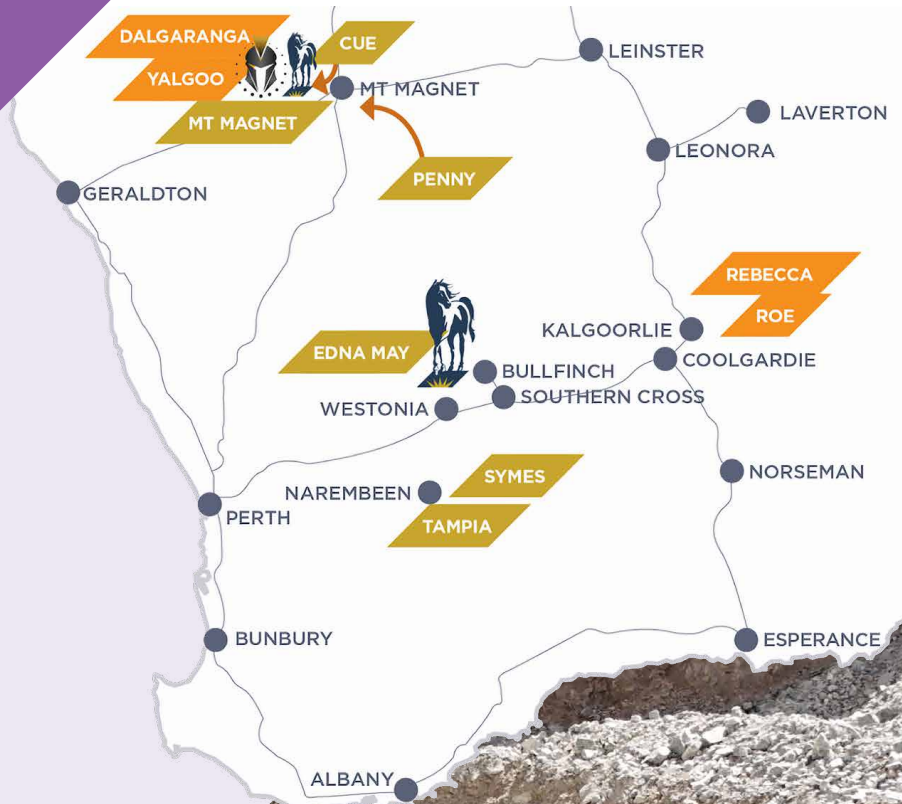 DALGARANGA
CUE
LEINSTER
YALGOO
MT MAGNET
LAVERTON
MT MAGNET
LEONORA
PENNY
GERALDTON
REBECCA
ROE
KALGOORLIE
EDNA MAY
COOLGARDIE
BULLFINCH
SOUTHERN CROSS
WESTONIA
SYMES
NORSEMAN
NAREMBEEN
PERTH
TAMPIA
BUNBURY
ESPERANCE
ALBANY